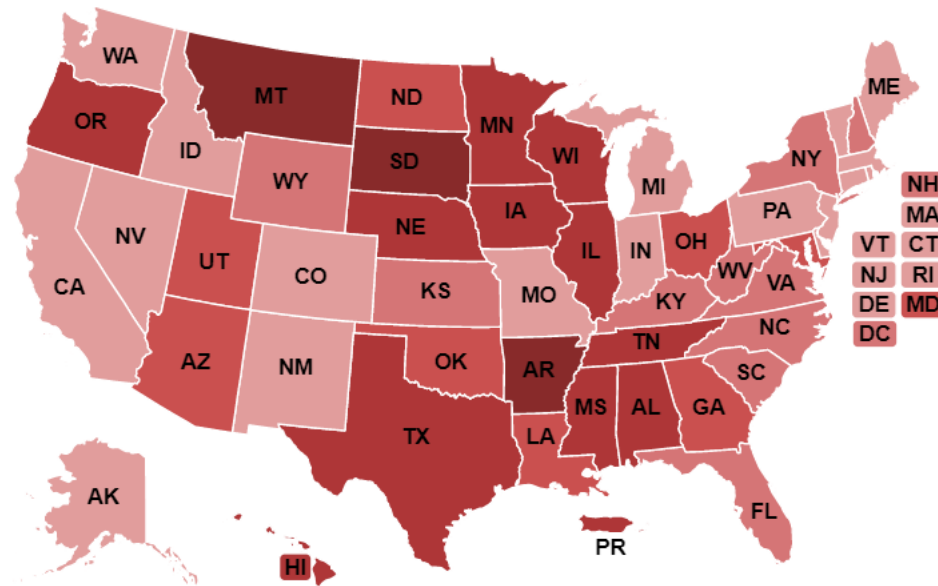 WA
ME
MT
ND
OR
MN
ID
SD
WI
NY
WY
MI
NH
IA
PA
MA
NE
NV
IL
IN
OH
VT
CT
UT
CO
WV
CA
KS
MO
VA
NJ
RI
KY
DE
MD
NC
DC
TN
AZ
NM
OK
AR
SC
MS
AL
GA
TX
LA
AK
FL
PR
HI